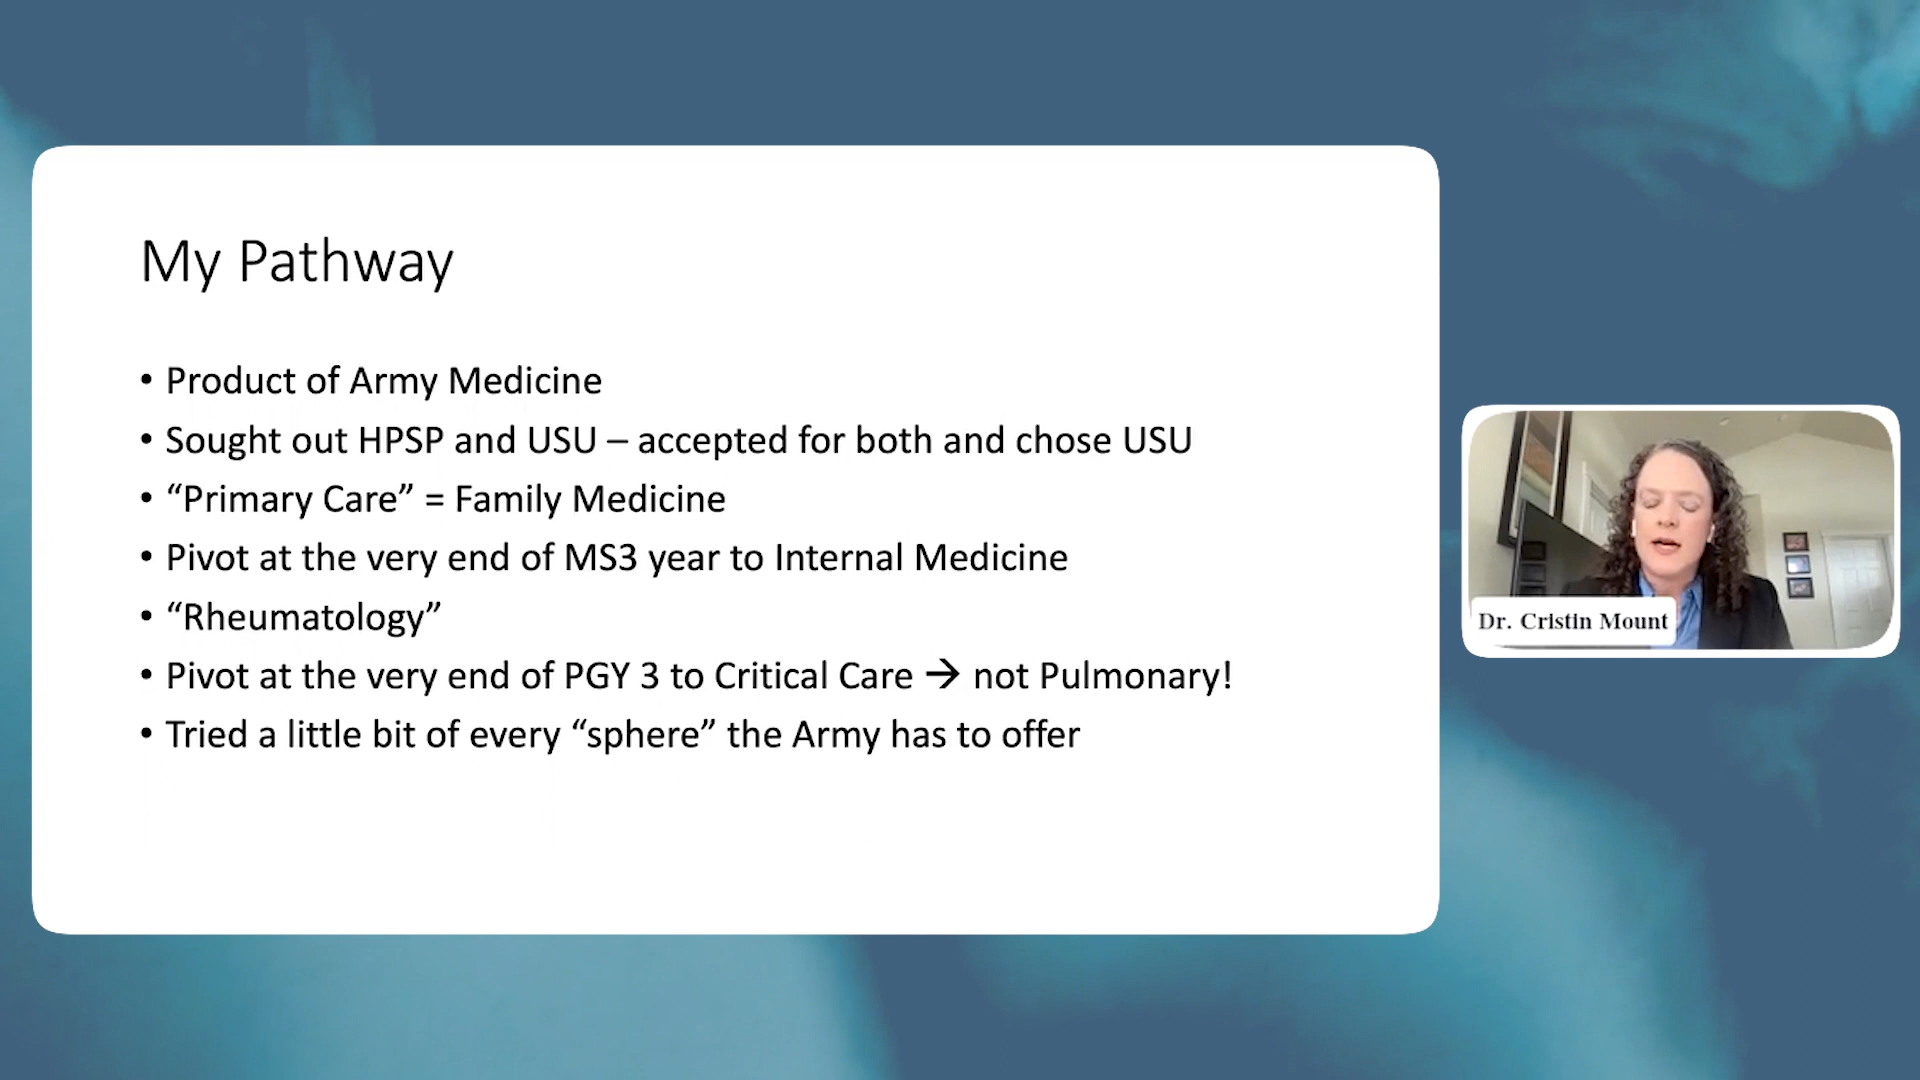 My Pathway
• Product of Army Medicine
• Sought out HPSP and USU – accepted for both and chose USU
• “Primary Care” = Family Medicine
• Pivot at the very end of MS3 year to Internal Medicine
• “Rheumatology”
• Pivot at the very end of PGY 3 to Critical Care → not Pulmonary!
• Tried a little bit of every “sphere” the Army has to offer
Dr. Cristin Mount